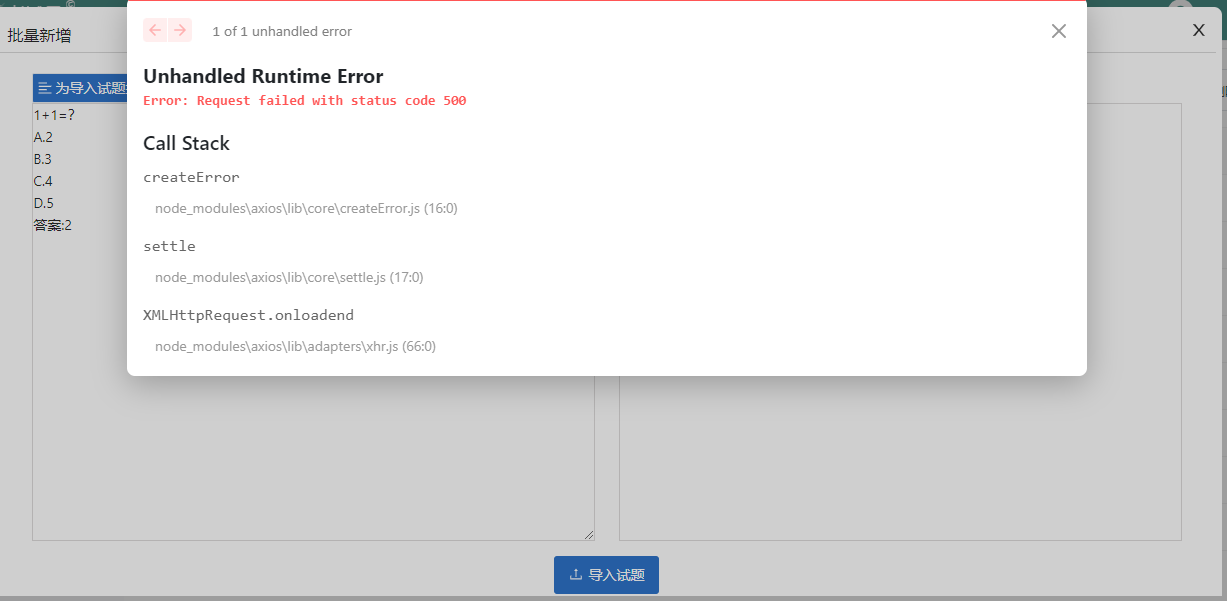 批量新增
X
1 of 1 unhandled error
Unhandled Runtime Error
Error: Request failed with status code 500
Call Stack
createError
node_modules\axios\lib\core\createError.js (16:0)
settle
node_modules\axios\lib\core\settle.js (17:0)
XMLHttpRequest.onloadend
node_modules\axios\lib\adapters\xhr.js (66:0)
为导入试题
1+1=?
A.2
B.3
C.4
D.5
答案:2
导入试题